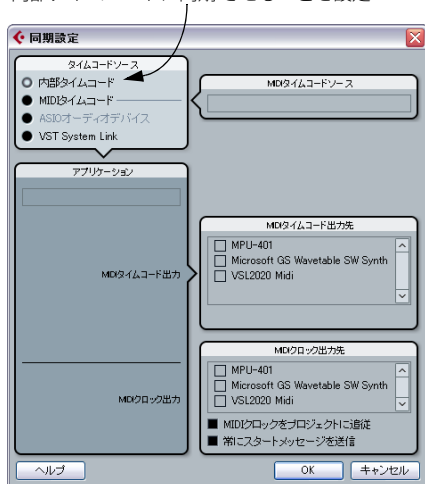 同期設定
タイムコードソース
内部タイムコード
MIDIタイムコード
ASIOオーディオデバイス
VST System Link
MIDIタイムコードソース
アプリケーション
MIDIタイムコード出力
MIDIクロック出力
MIDIタイムコード出力先
MPU-401
Microsoft GS Wavetable SW Synth
VSL2020 Midi
MIDIクロック出力先
MPU-401
Microsoft GS Wavetable SW Synth
VSL2020 Midi
MIDIクロックをプロジェクトに追従
常にスタートメッセージを送信
ヘルプ
OK
キャンセル